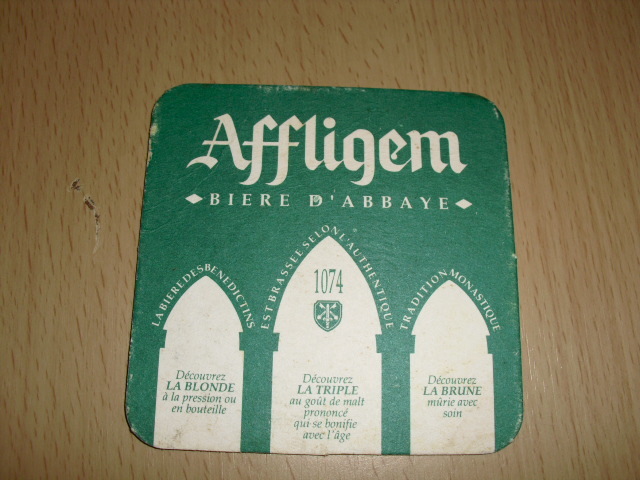 Affligem
BIERE D'ABBAYE
LA BIERE DES BENEDICTINS
EST BRASSEE SELON L'AUTHENTIQUE
TRADITION MONASTIQUE
1074
Découvrez
LA BLONDE
à la pression ou
en bouteille
Découvrez
LA TRIPLE
au goût de malt
prononcé
qui se bonifie
avec l'âge
Découvrez
LA BRUNE
mûrie avec
soin